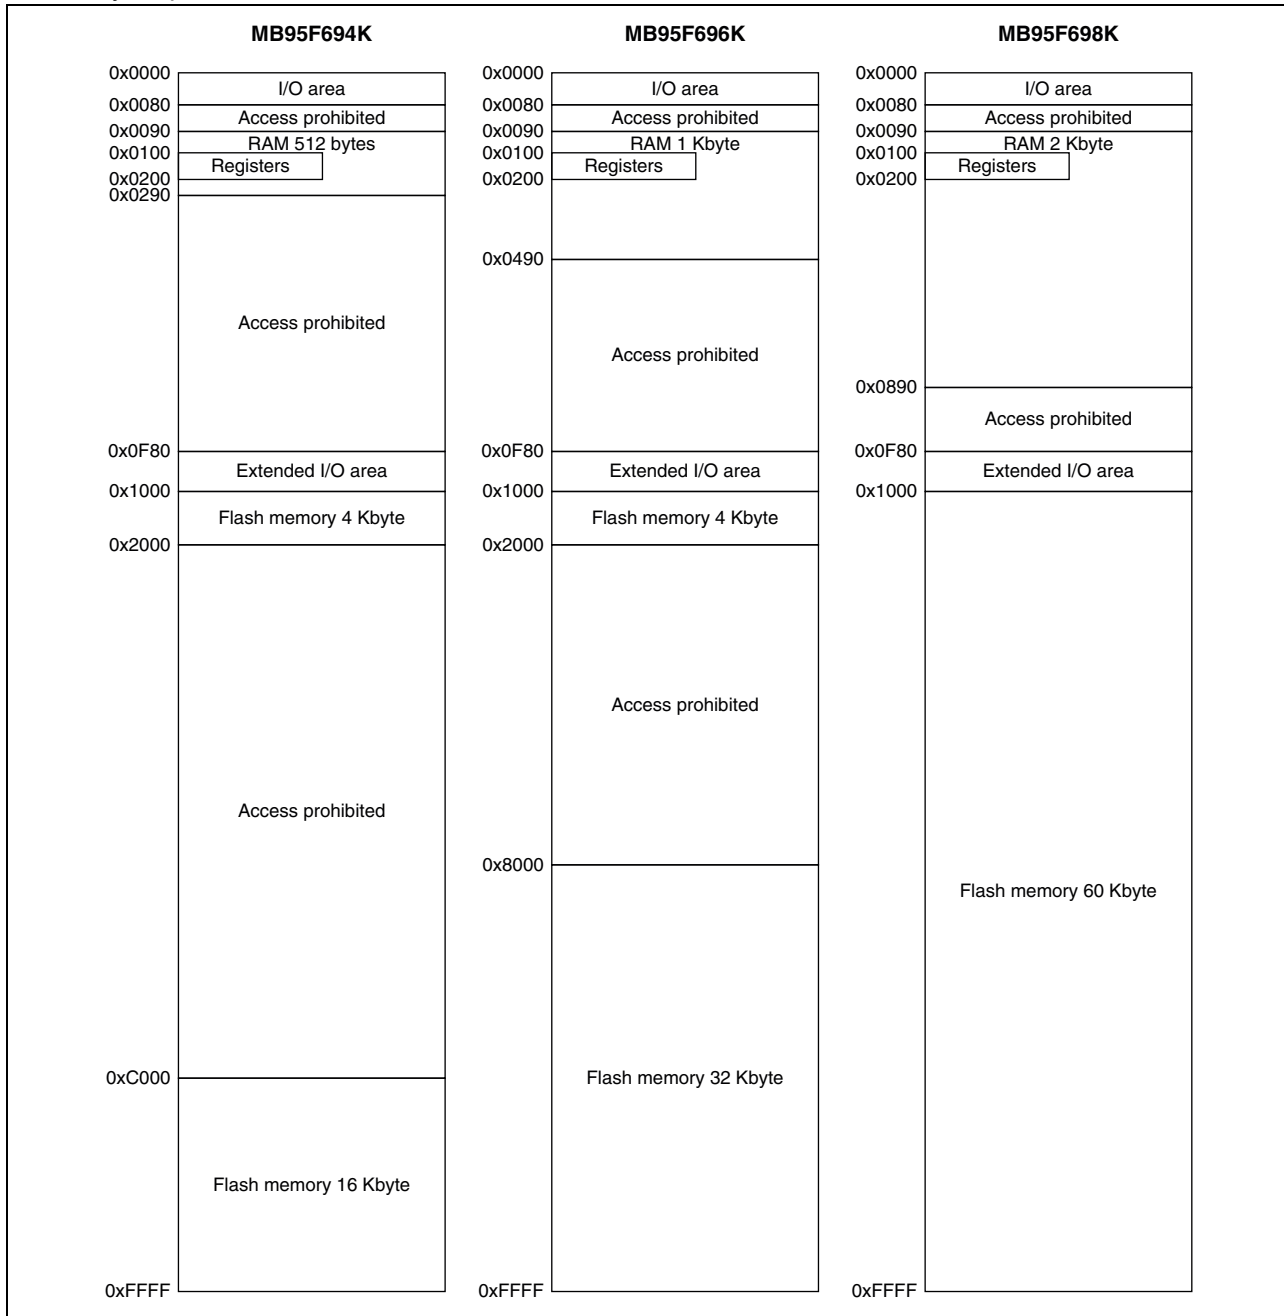 MB95F694K
0x0000
I/O area
0x0080
Access prohibited
0x0090
RAM 512 bytes
0x0100
Registers
0x0200
0x0290
Access prohibited
0x0F80
Extended I/O area
0x1000
Flash memory 4 Kbyte
0x2000
Access prohibited
0xC000
Flash memory 16 Kbyte
0xFFFF
MB95F696K
0x0000
I/O area
0x0080
Access prohibited
0x0090
RAM 1 Kbyte
0x0100
Registers
0x0200
0x0490
Access prohibited
0x0F80
Extended I/O area
0x1000
Flash memory 4 Kbyte
0x2000
Access prohibited
0x8000
Flash memory 32 Kbyte
0xFFFF
MB95F698K
0x0000
I/O area
0x0080
Access prohibited
0x0090
RAM 2 Kbyte
0x0100
Registers
0x0200
0x0890
Access prohibited
0x0F80
Extended I/O area
0x1000
Flash memory 60 Kbyte
0xFFFF